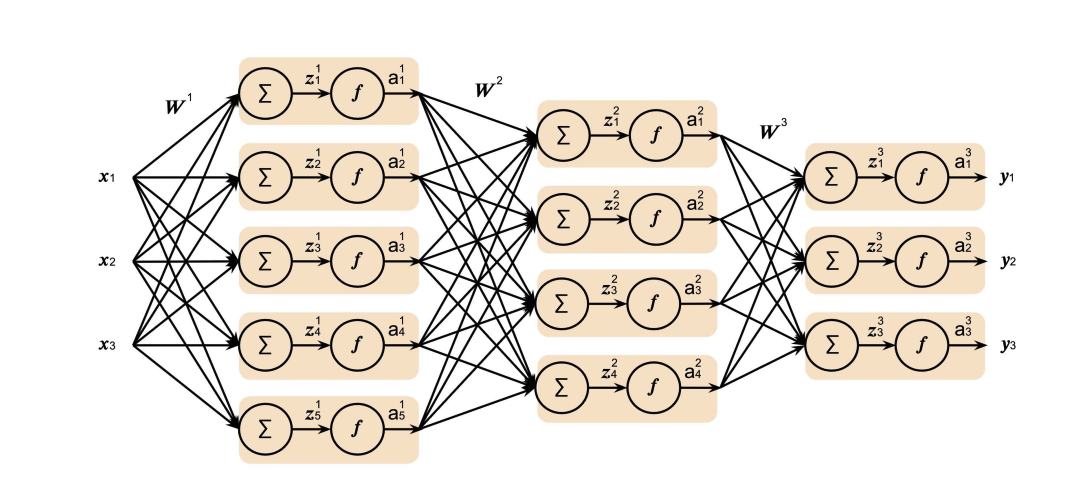 W¹
W²
W³
x₁
x₂
x₃
Σ z₁¹ f a₁¹
Σ z₂¹ f a₂¹
Σ z₃¹ f a₃¹
Σ z₄¹ f a₄¹
Σ z₅¹ f a₅¹
Σ z₁² f a₁²
Σ z₂² f a₂²
Σ z₃² f a₃²
Σ z₄² f a₄²
Σ z₁³ f a₁³ y₁
Σ z₂³ f a₂³ y₂
Σ z₃³ f a₃³ y₃